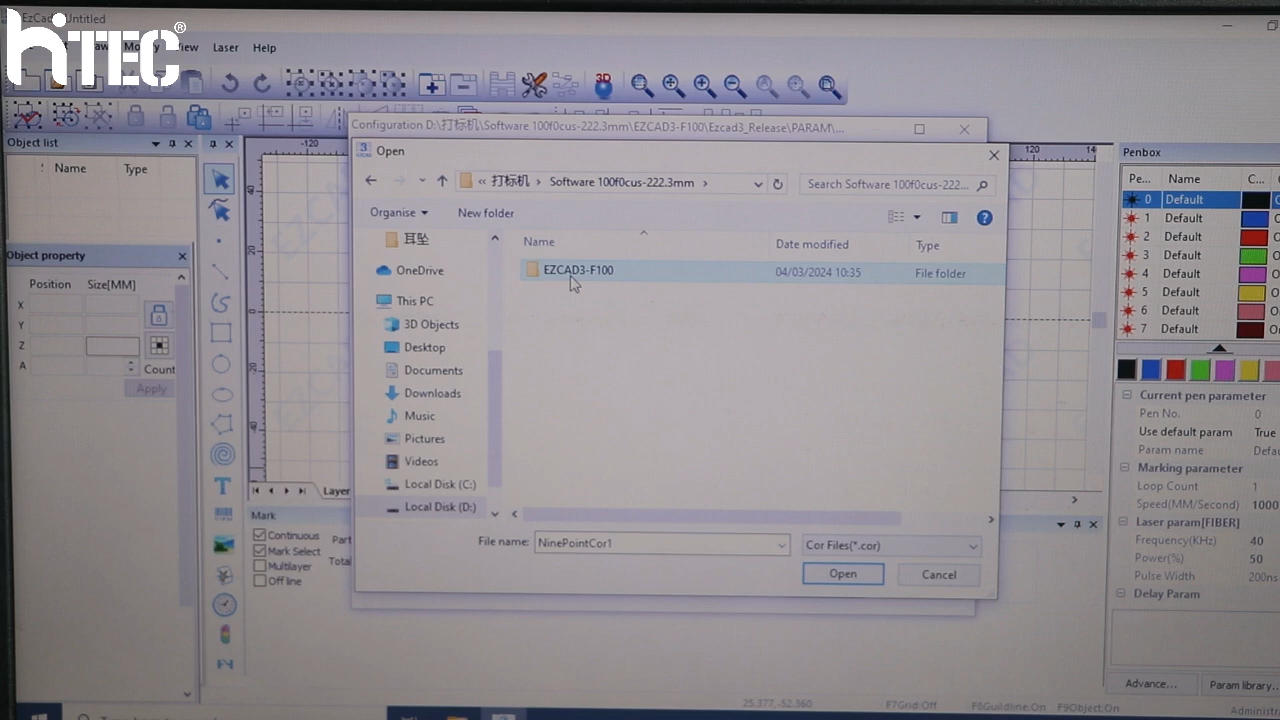 hiTEC®
Untitled
View Laser Help
3D
Object list
Name Type
Object property
Position Size[MM]
X
Y
Z
A
Count
Apply
-120
120
Configuration D:\打标机\Software 100f0cus-222.3mm\EZCAD3-F100\Ezcad3_Release\PARAM\...
Open
« 打标机 › Software 100f0cus-222.3mm ›
Search Software 100f0cus-222...
Organise
New folder
Name Date modified Type
EZCAD3-F100 04/03/2024 10:35 File folder
耳坠
OneDrive
This PC
3D Objects
Desktop
Documents
Downloads
Music
Pictures
Videos
Local Disk (C:)
Local Disk (D:)
File name: NinePointCor1
Cor Files(*.cor)
Open Cancel
Layer
Mark
Continuous Part
Mark Select Total
Multilayer
Off line
Penbox
Pe... Name C...
0 Default
1 Default
2 Default
3 Default
4 Default
5 Default
6 Default
7 Default
Current pen parameter
Pen No. 0
Use default param True
Param name Defau
Marking parameter
Loop Count 1
Speed(MM/Second) 1000
Laser param[FIBER]
Frequency(KHz) 40
Power(%) 50
Pulse Width 200ns
Delay Param
Advance... Param library...
25.377,-52.360 F7Grid:Off F8Guildline:On F9Object:On